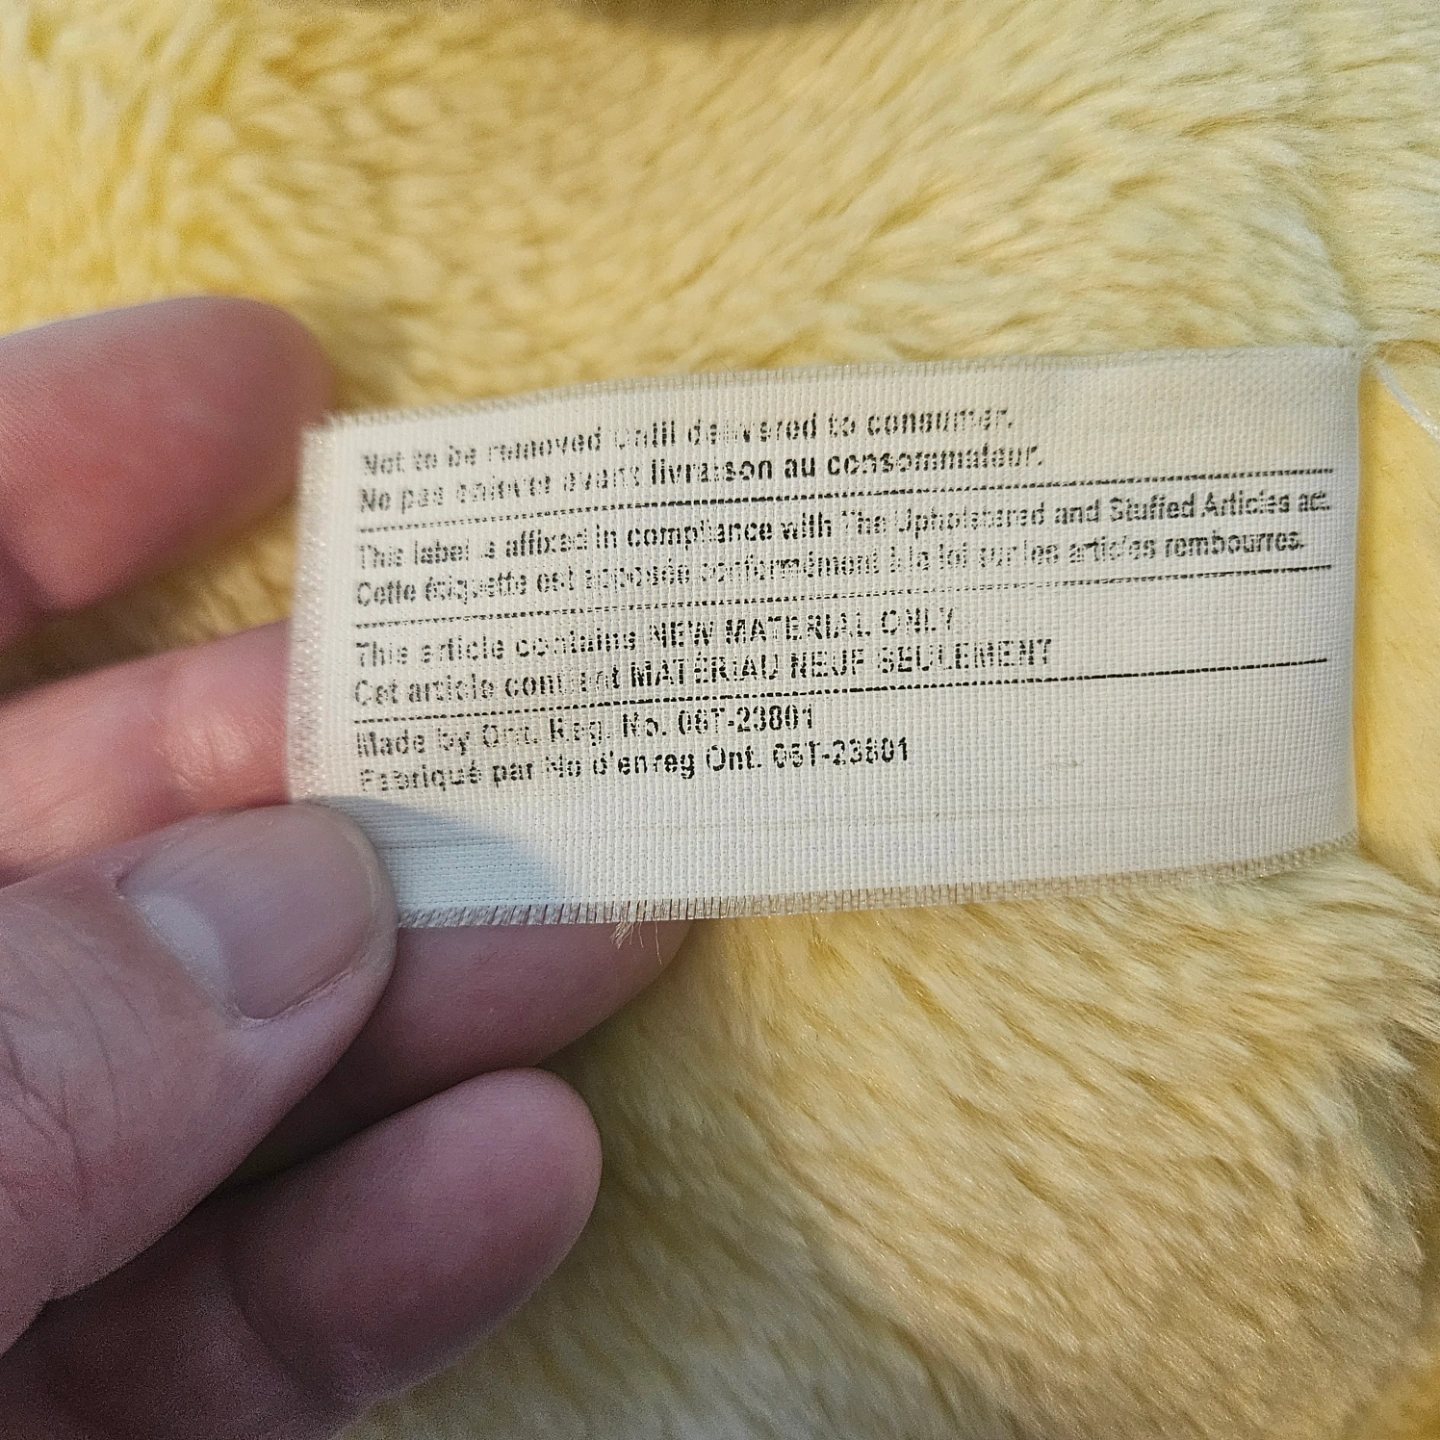 Not to be removed Until delivered to consumer.
No pas enlever avant livraison au consommateur.
This label is affixed in compliance with The Upholstered and Stuffed Articles act.
Cette étiquette est apposée conformément à la loi sur les articles rembourres.
This article contains NEW MATERIAL ONLY
Cet article contient MATÉRIAU NEUF SEULEMENT
Made by Ont. Reg. No. 06T-23801
Fabriqué par No d'enreg Ont. 06T-23801